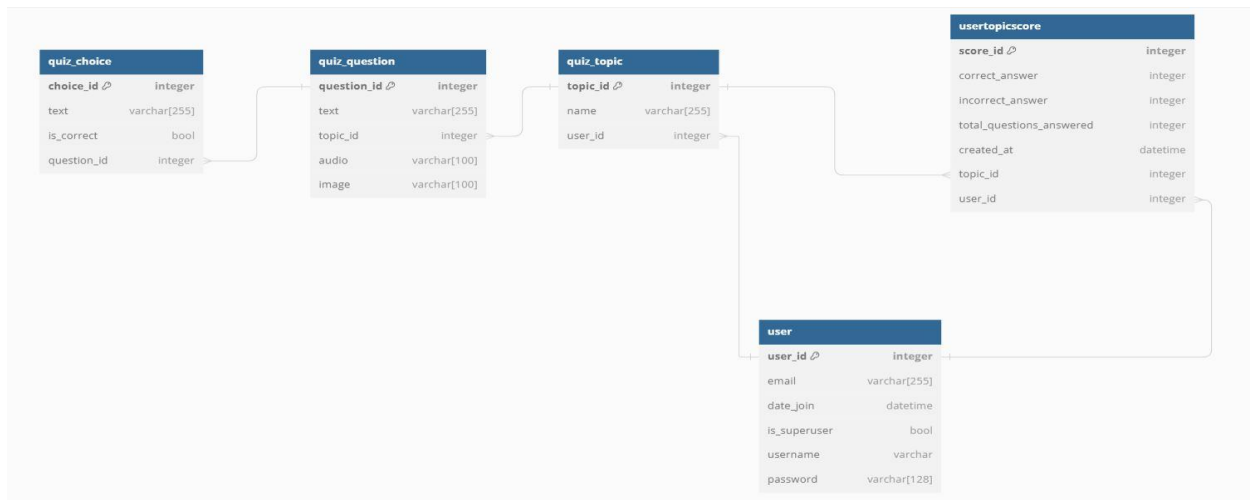 quiz_choice
choice_id integer
text varchar[255]
is_correct bool
question_id integer
quiz_question
question_id integer
text varchar[255]
topic_id integer
audio varchar[100]
image varchar[100]
quiz_topic
topic_id integer
name varchar[255]
user_id integer
usertopicscore
score_id integer
correct_answer integer
incorrect_answer integer
total_questions_answered integer
created_at datetime
topic_id integer
user_id integer
user
user_id integer
email varchar[255]
date_join datetime
is_superuser bool
username varchar
password varchar[128]